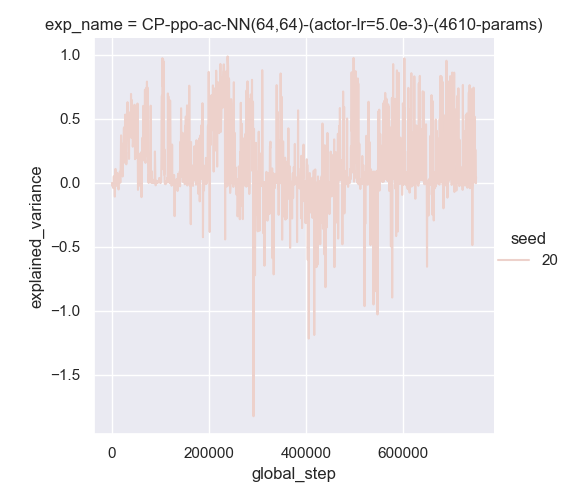 exp_name = CP-ppo-ac-NN(64,64)-(actor-lr=5.0e-3)-(4610-params)
1.0
0.5
0.0
−0.5
−1.0
−1.5
explained_variance
0
200000
400000
600000
global_step
seed
20